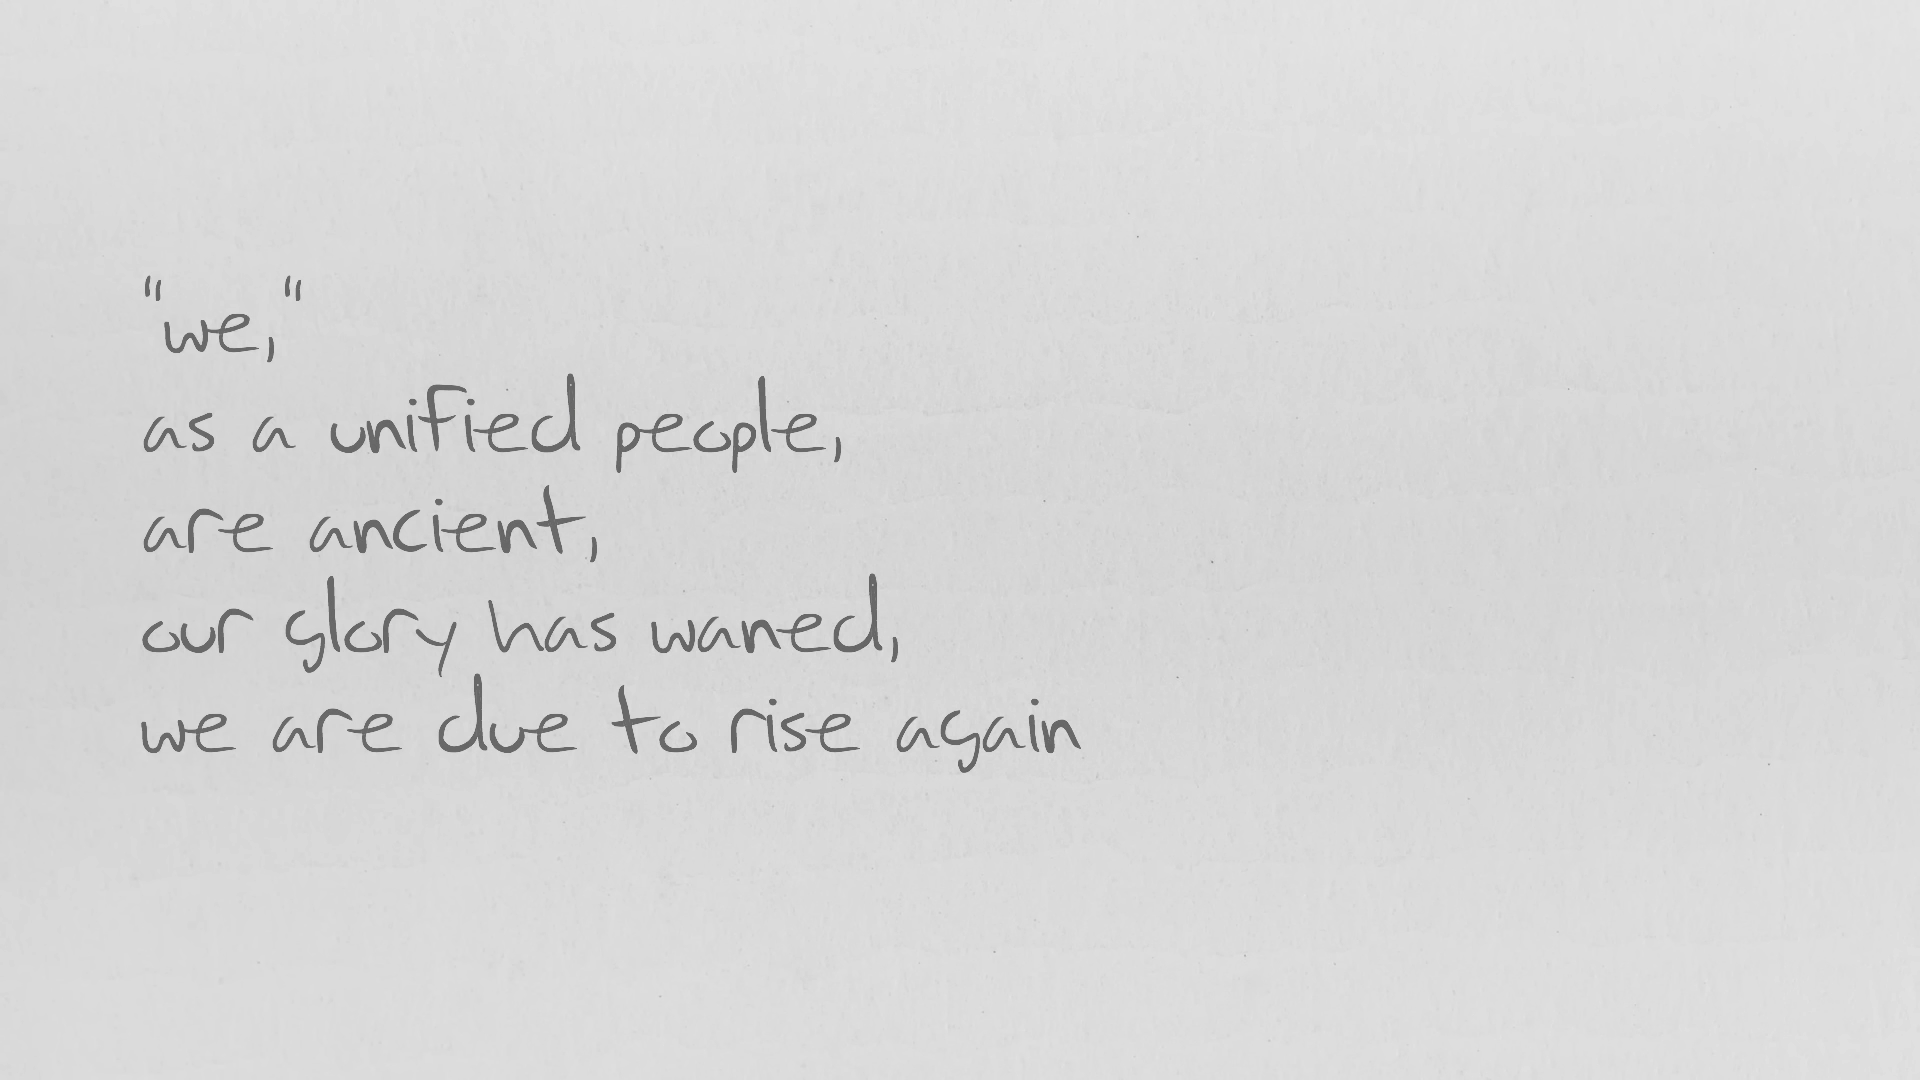 "we,"
as a unified people,
are ancient,
our glory has waned,
we are due to rise again